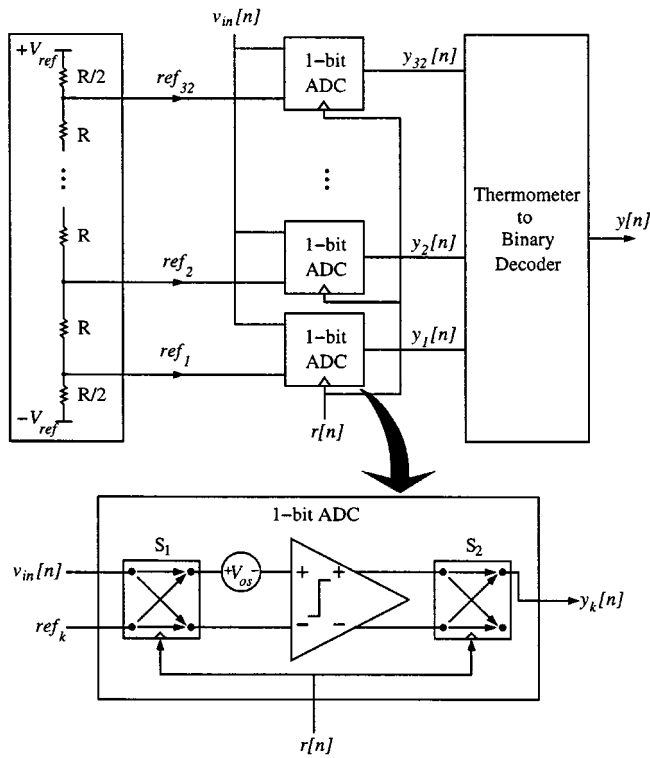 v_in[n]
+V_ref
R/2
ref_32
1-bit
ADC
y_32[n]
R
...
...
Thermometer
to
Binary
Decoder
y[n]
R
ref_2
1-bit
ADC
y_2[n]
R
ref_1
1-bit
ADC
y_1[n]
R/2
-V_ref
r[n]
1-bit ADC
S_1
S_2
v_in[n]
+V_os-
+ +
y_k[n]
ref_k
- -
r[n]